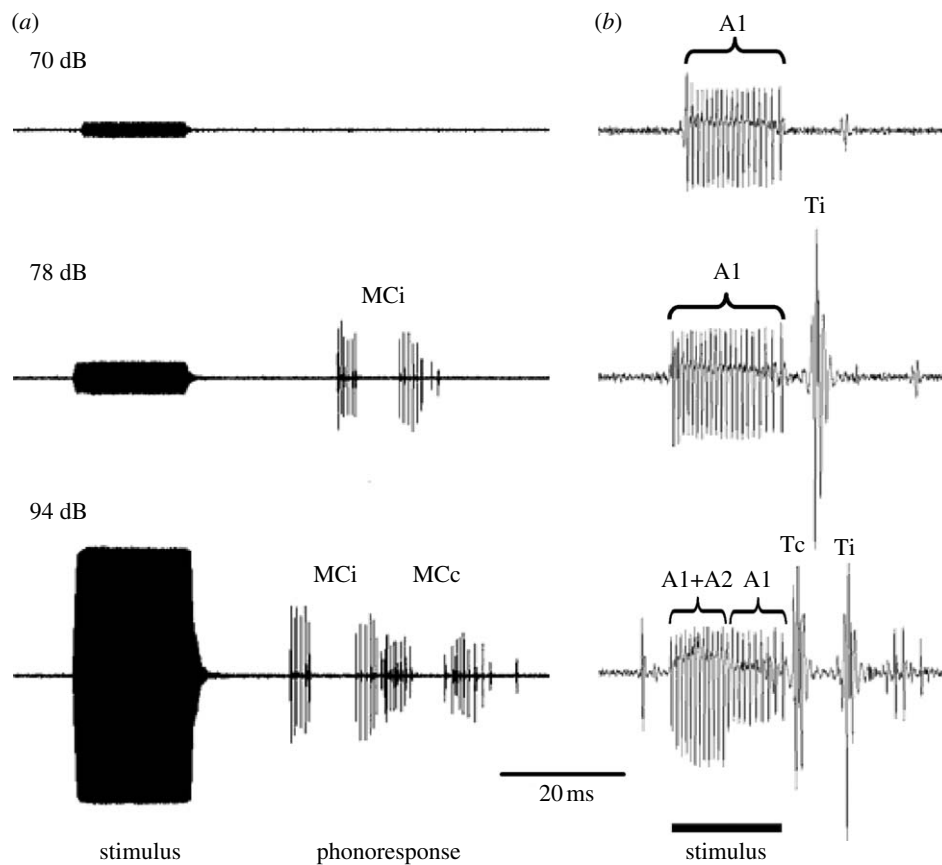 (a)
(b)
70 dB
A1
78 dB
MCi
A1
Ti
94 dB
MCi
MCc
A1+A2
A1
Tc
Ti
20 ms
stimulus
phonoresponse
stimulus